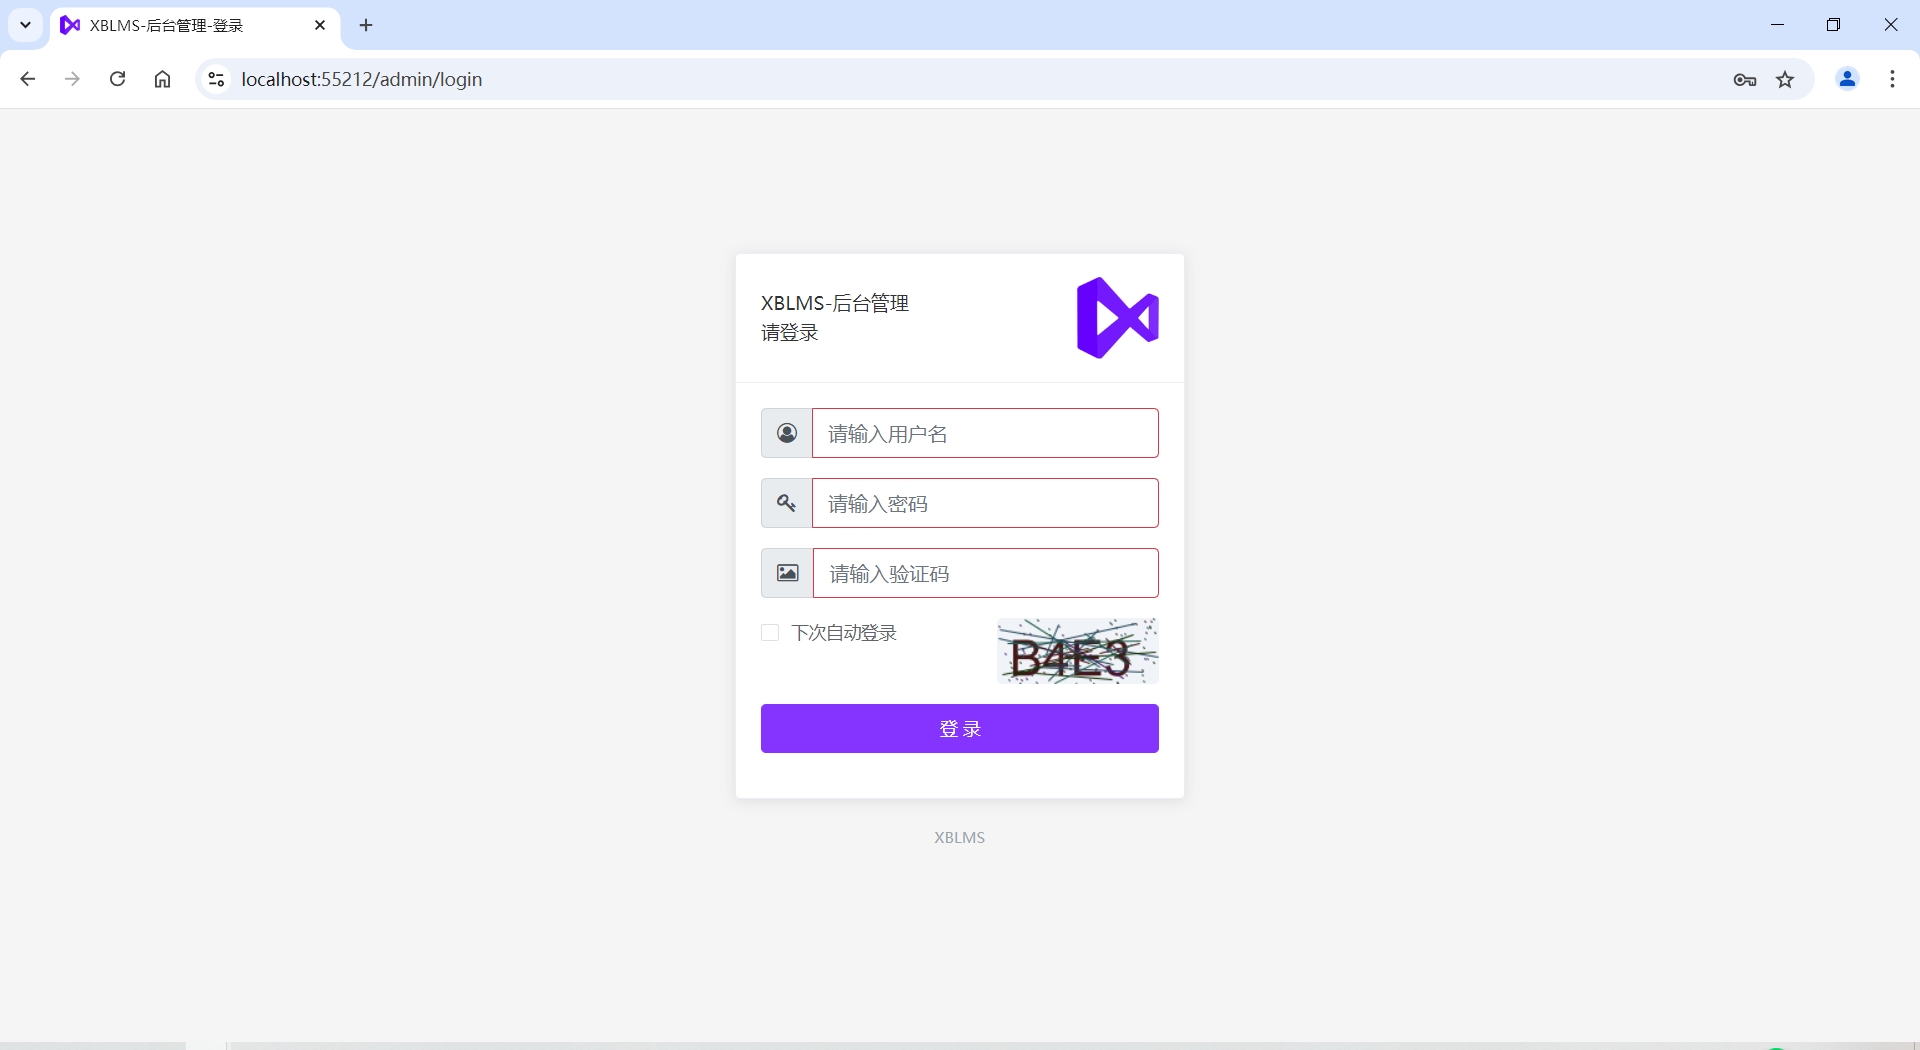 XBLMS-后台管理-登录
localhost:55212/admin/login
XBLMS-后台管理
请登录
请输入用户名
请输入密码
请输入验证码
下次自动登录
B4E3
登 录
XBLMS